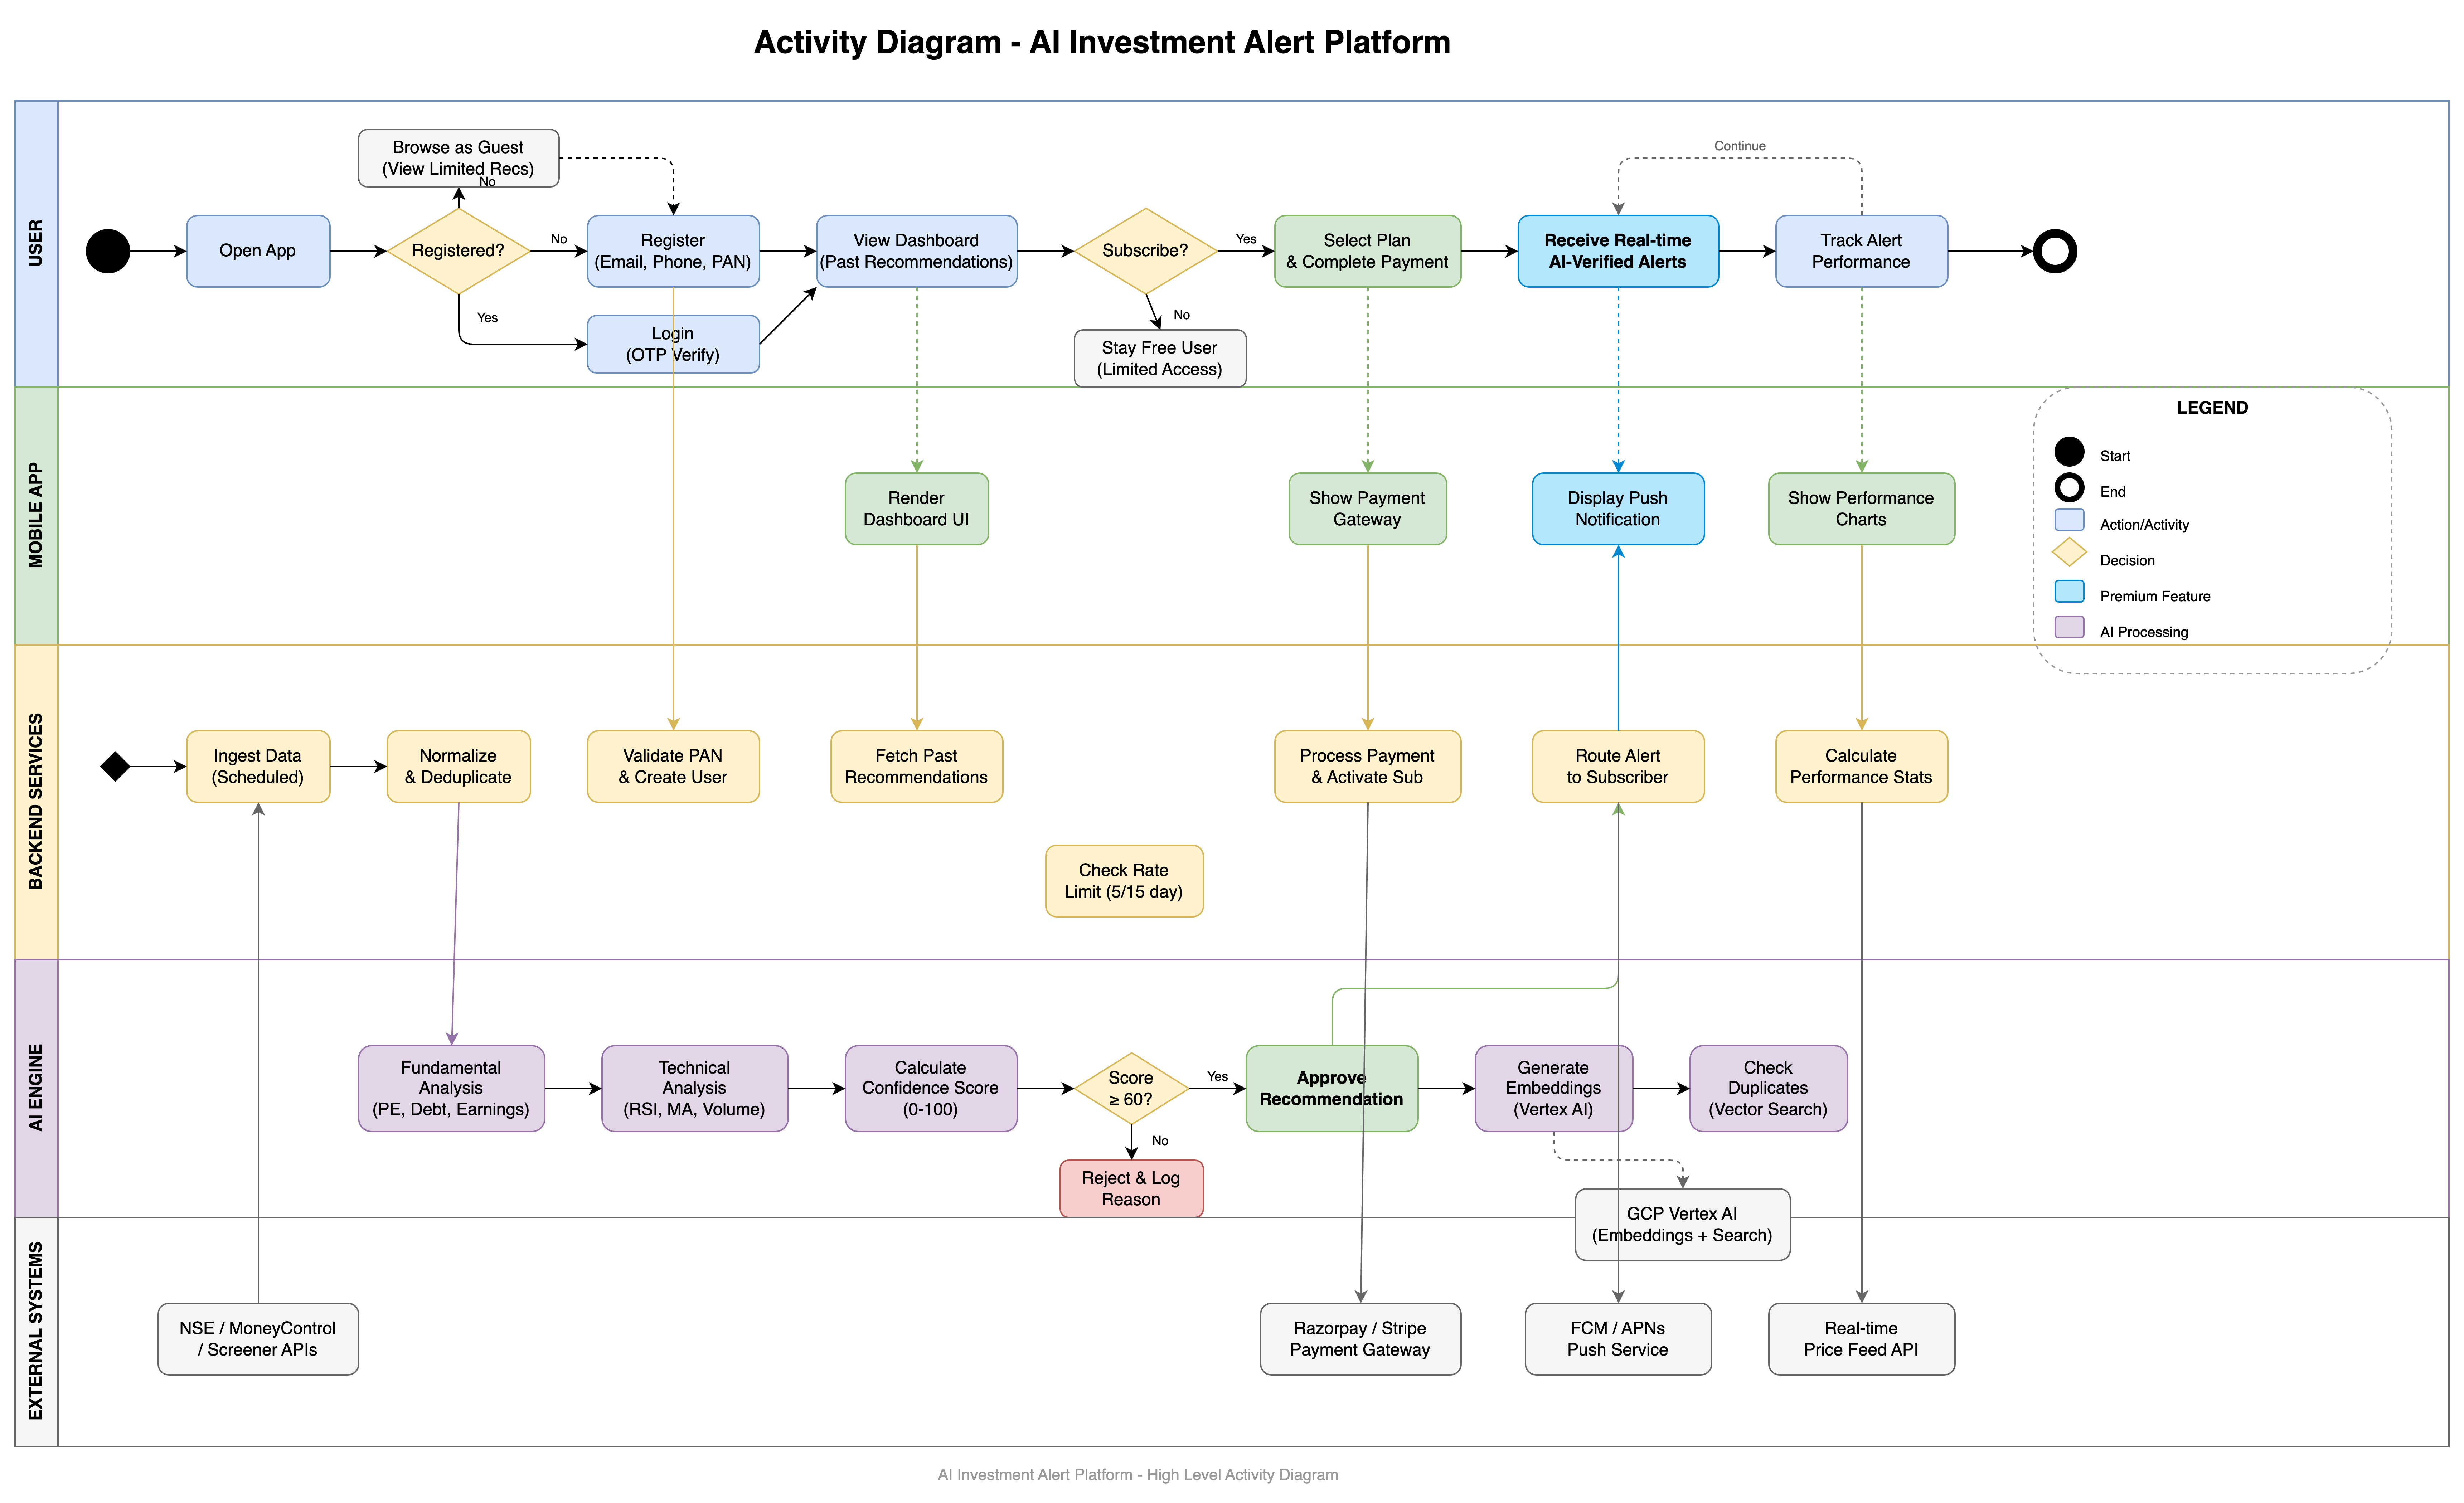 Activity Diagram - AI Investment Alert Platform
USER
Browse as Guest
(View Limited Recs)
No
Continue
Open App
Registered?
No
Register
(Email, Phone, PAN)
View Dashboard
(Past Recommendations)
Subscribe?
Yes
Select Plan
& Complete Payment
Receive Real-time
AI-Verified Alerts
Track Alert
Performance
Yes
Login
(OTP Verify)
No
Stay Free User
(Limited Access)
MOBILE APP
Render
Dashboard UI
Show Payment
Gateway
Display Push
Notification
Show Performance
Charts
LEGEND
Start
End
Action/Activity
Decision
Premium Feature
AI Processing
BACKEND SERVICES
Ingest Data
(Scheduled)
Normalize
& Deduplicate
Validate PAN
& Create User
Fetch Past
Recommendations
Process Payment
& Activate Sub
Route Alert
to Subscriber
Calculate
Performance Stats
Check Rate
Limit (5/15 day)
AI ENGINE
Fundamental
Analysis
(PE, Debt, Earnings)
Technical
Analysis
(RSI, MA, Volume)
Calculate
Confidence Score
(0-100)
Score
≥ 60?
Yes
Approve
Recommendation
Generate
Embeddings
(Vertex AI)
Check
Duplicates
(Vector Search)
No
Reject & Log
Reason
GCP Vertex AI
(Embeddings + Search)
EXTERNAL SYSTEMS
NSE / MoneyControl
/ Screener APIs
Razorpay / Stripe
Payment Gateway
FCM / APNs
Push Service
Real-time
Price Feed API
AI Investment Alert Platform - High Level Activity Diagram